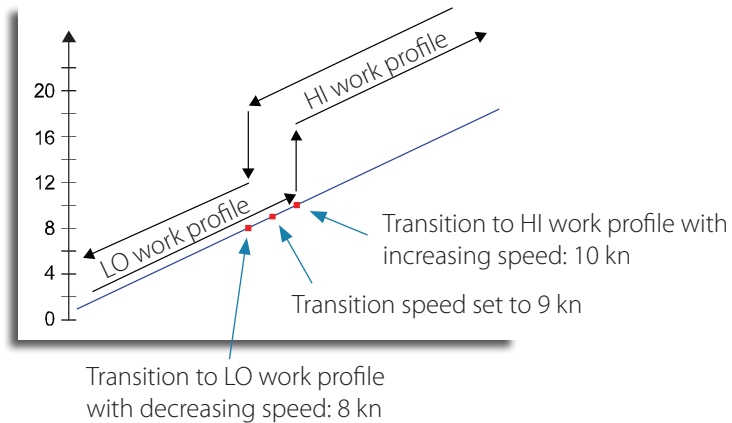 HI work profile
20
16
12
8
4
0
LO work profile
Transition to HI work profile with
increasing speed: 10 kn
Transition speed set to 9 kn
Transition to LO work profile
with decreasing speed: 8 kn